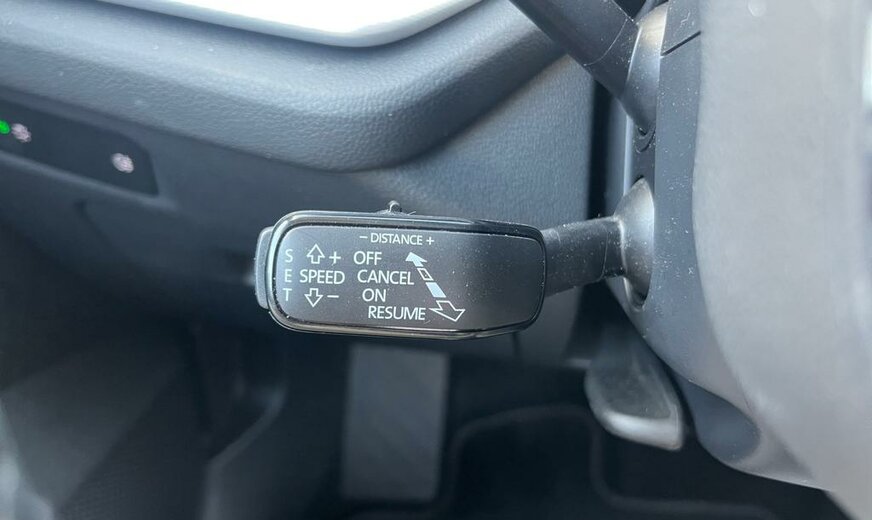 - DISTANCE +
S + OFF
E SPEED CANCEL
T - ON
RESUME